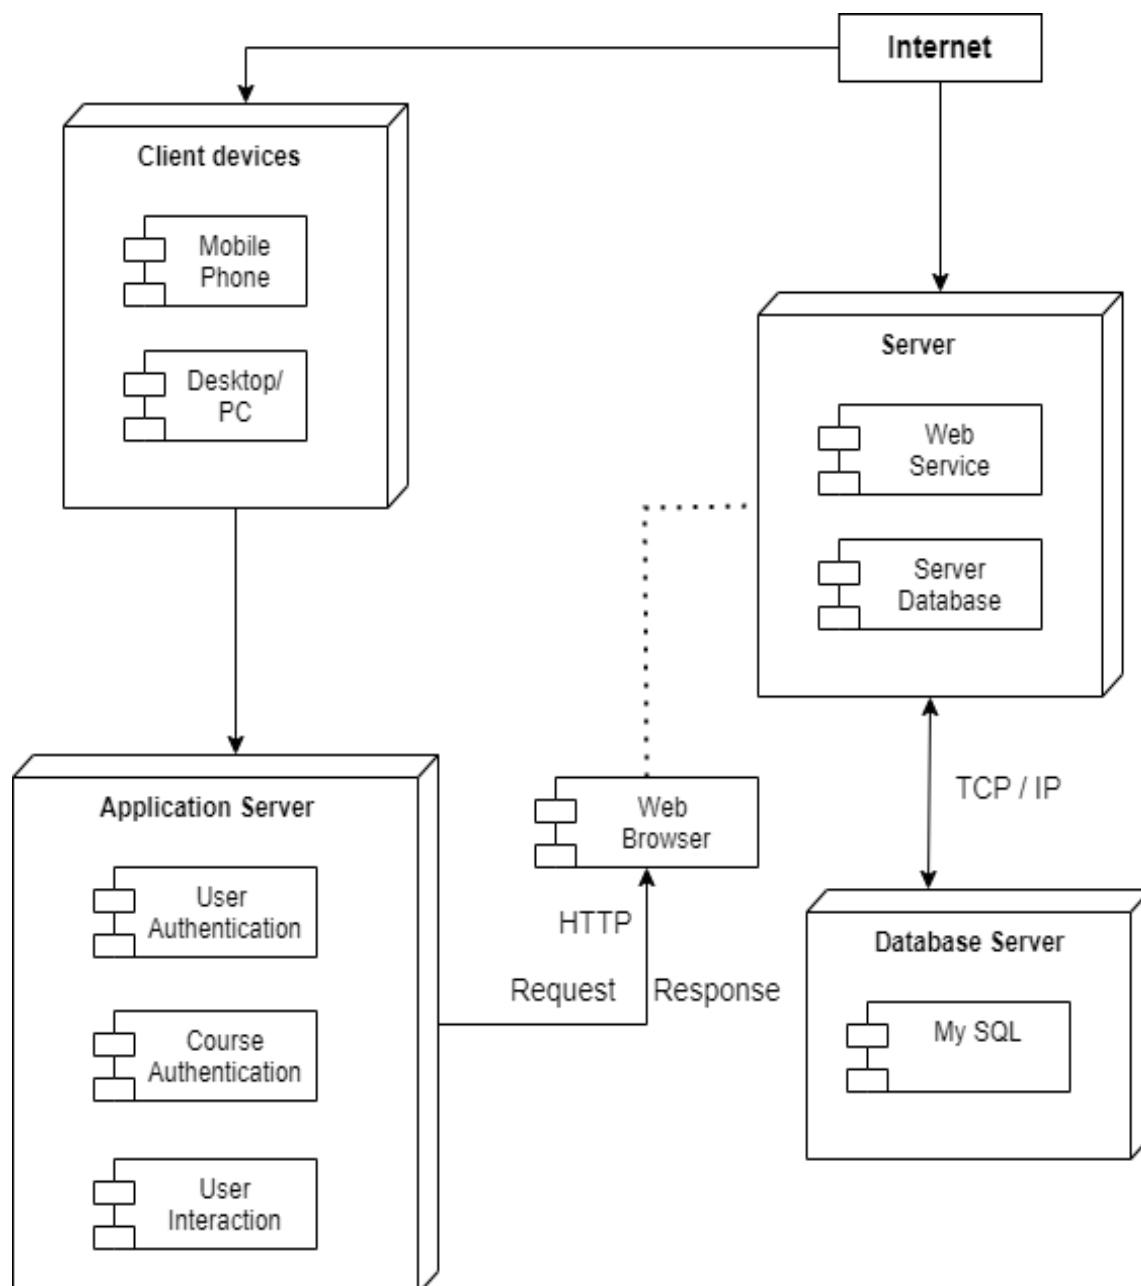 Internet
Client devices
Mobile
Phone
Desktop/
PC
Server
Web
Service
Server
Database
Application Server
User
Authentication
Course
Authentication
User
Interaction
Web
Browser
HTTP
Request
Response
TCP / IP
Database Server
My SQL